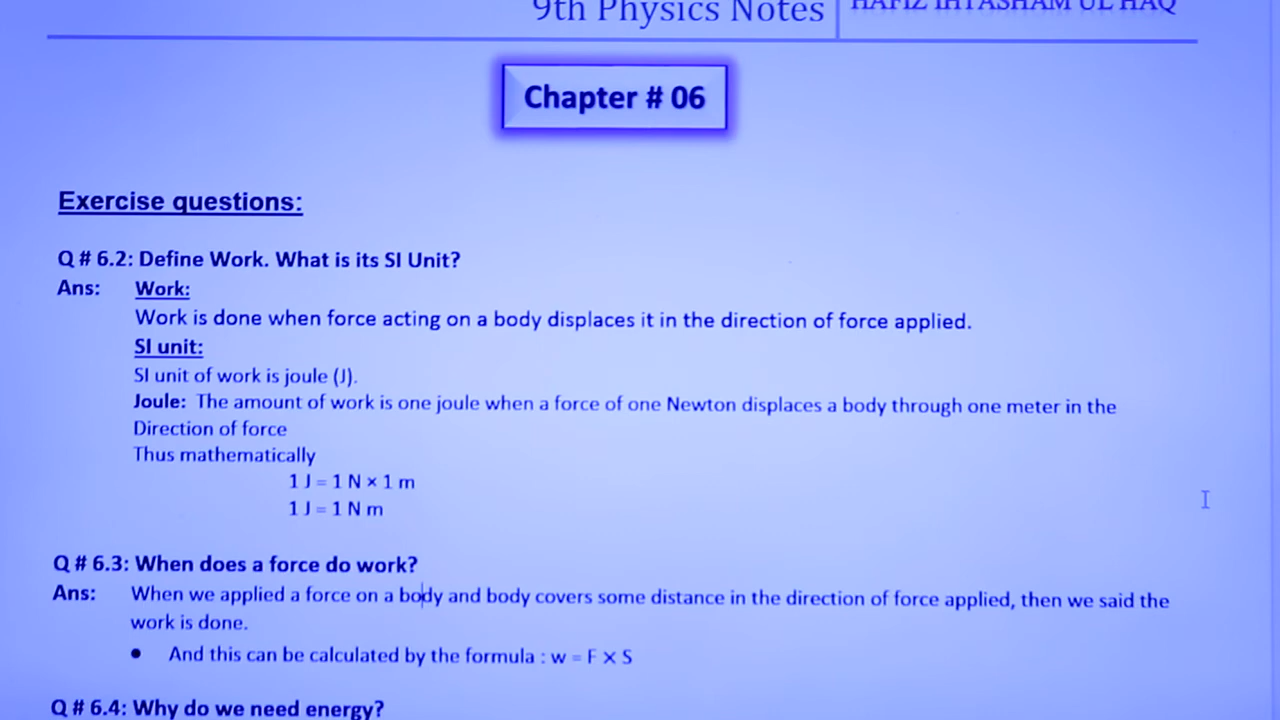 9th Physics Notes
HAFIZ IHTASHAM UL HAQ
Chapter # 06
Exercise questions:
Q # 6.2: Define Work. What is its SI Unit?
Ans: Work:
Work is done when force acting on a body displaces it in the direction of force applied.
SI unit:
SI unit of work is joule (J).
Joule: The amount of work is one joule when a force of one Newton displaces a body through one meter in the
Direction of force
Thus mathematically
1 J = 1 N × 1 m
1 J = 1 N m
Q # 6.3: When does a force do work?
Ans: When we applied a force on a body and body covers some distance in the direction of force applied, then we said the
work is done.
• And this can be calculated by the formula : w = F × S
Q # 6.4: Why do we need energy?